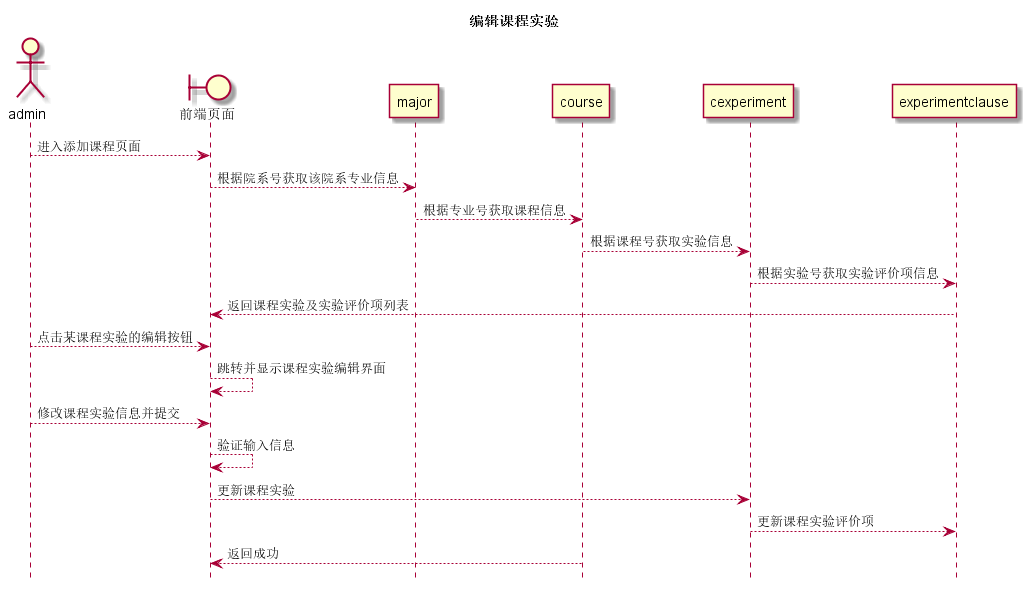 编辑课程实验
admin
前端页面
major
course
cexperiment
experimentclause
进入添加课程页面
根据院系号获取该院系专业信息
根据专业号获取课程信息
根据课程号获取实验信息
根据实验号获取实验评价项信息
返回课程实验及实验评价项列表
点击某课程实验的编辑按钮
跳转并显示课程实验编辑界面
修改课程实验信息并提交
验证输入信息
更新课程实验
更新课程实验评价项
返回成功